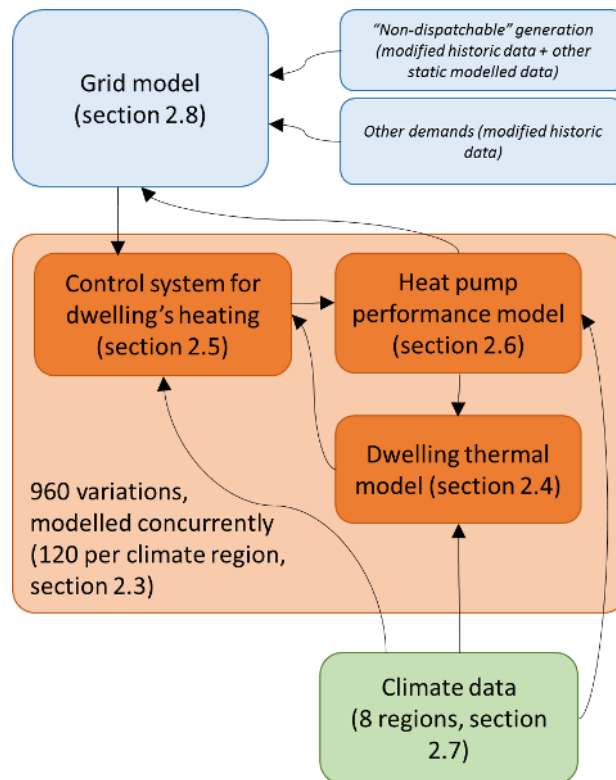 Grid model
(section 2.8)
“Non-dispatchable” generation
(modified historic data + other
static modelled data)
Other demands (modified historic
data)
Control system for
dwelling’s heating
(section 2.5)
Heat pump
performance model
(section 2.6)
Dwelling thermal
model (section 2.4)
960 variations,
modelled concurrently
(120 per climate region,
section 2.3)
Climate data
(8 regions, section
2.7)